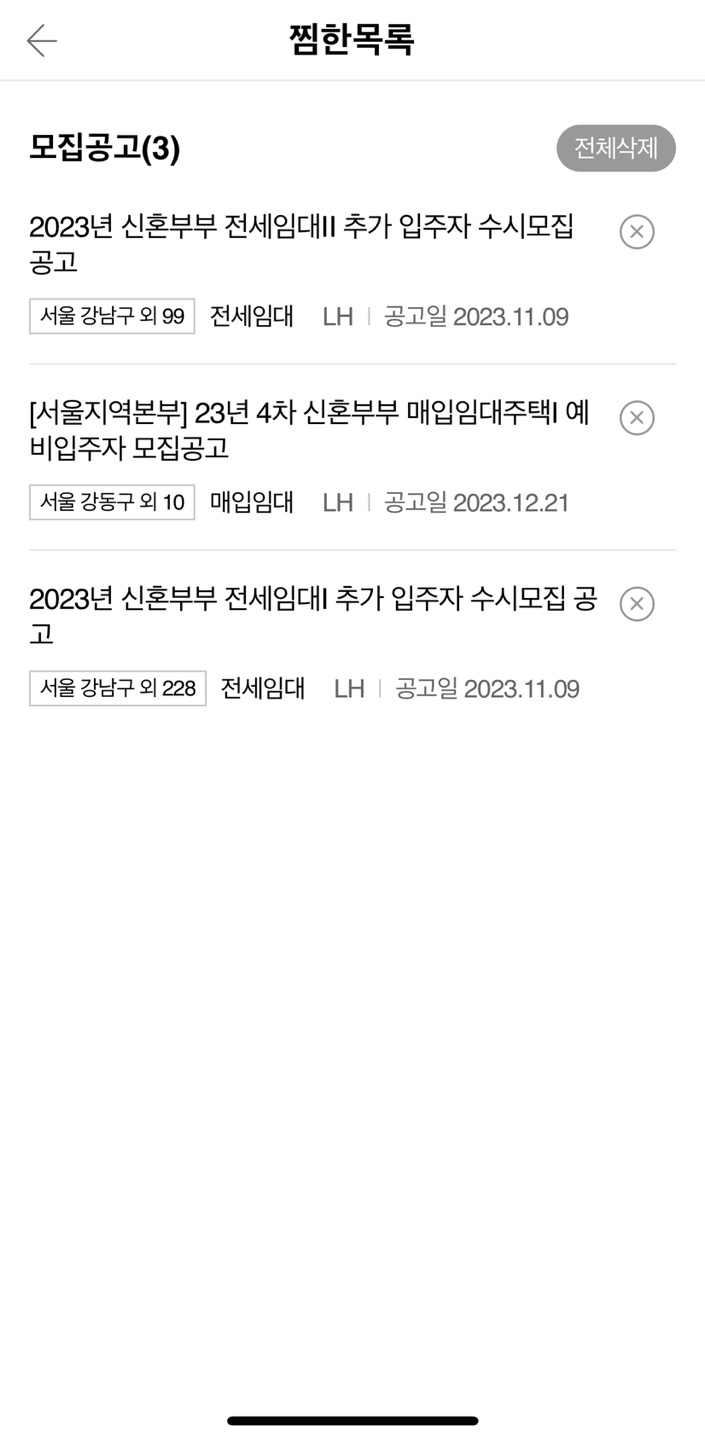 찜한목록
모집공고(3)
전체삭제
2023년 신혼부부 전세임대II 추가 입주자 수시모집
공고
서울 강남구 외 99 전세임대 LH | 공고일 2023.11.09
[서울지역본부] 23년 4차 신혼부부 매입임대주택I 예
비입주자 모집공고
서울 강동구 외 10 매입임대 LH | 공고일 2023.12.21
2023년 신혼부부 전세임대I 추가 입주자 수시모집 공
고
서울 강남구 외 228 전세임대 LH | 공고일 2023.11.09